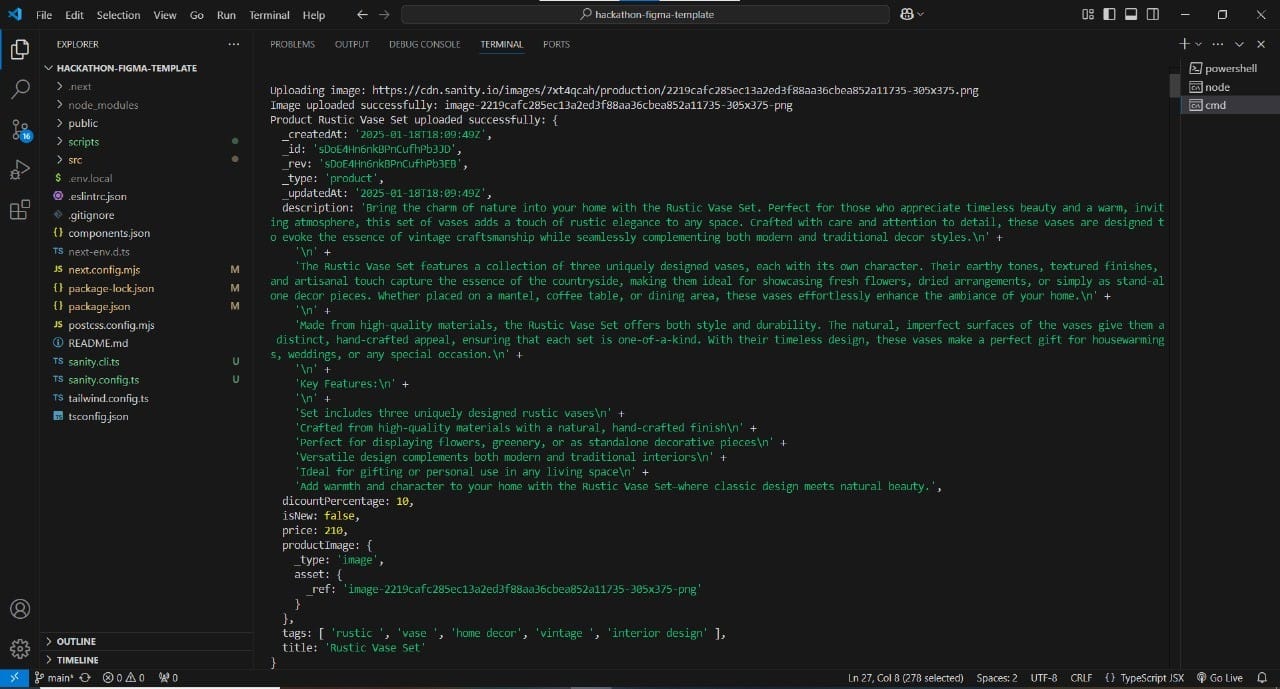 File Edit Selection View Go Run Terminal Help
hackathon-figma-template
EXPLORER
HACKATHON-FIGMA-TEMPLATE
.next
node_modules
public
scripts
src
$ .env.local
.eslintrc.json
.gitignore
{} components.json
TS next-env.d.ts
JS next.config.mjs M
{} package-lock.json M
{} package.json M
JS postcss.config.mjs
README.md
TS sanity.cli.ts U
TS sanity.config.ts U
TS tailwind.config.ts
tsconfig.json
OUTLINE
TIMELINE
16
PROBLEMS OUTPUT DEBUG CONSOLE TERMINAL PORTS
powershell
node
cmd
Uploading image: https://cdn.sanity.io/images/7xt4qcah/production/2219cafc285ec13a2ed3f88aa36cbea852a11735-305x375.png
Image uploaded successfully: image-2219cafc285ec13a2ed3f88aa36cbea852a11735-305x375-png
Product Rustic Vase Set uploaded successfully: {
_createdAt: '2025-01-18T18:09:49Z',
_id: 'sDoE4Hn6nkBPnCufhPb3JD',
_rev: 'sDoE4Hn6nkBPnCufhPb3EB',
_type: 'product',
_updatedAt: '2025-01-18T18:09:49Z',
description: 'Bring the charm of nature into your home with the Rustic Vase Set. Perfect for those who appreciate timeless beauty and a warm, invit
ing atmosphere, this set of vases adds a touch of rustic elegance to any space. Crafted with care and attention to detail, these vases are designed t
o evoke the essence of vintage craftsmanship while seamlessly complementing both modern and traditional decor styles.\n' +
'\n' +
'The Rustic Vase Set features a collection of three uniquely designed vases, each with its own character. Their earthy tones, textured finishes,
and artisanal touch capture the essence of the countryside, making them ideal for showcasing fresh flowers, dried arrangements, or simply as stand-al
one decor pieces. Whether placed on a mantel, coffee table, or dining area, these vases effortlessly enhance the ambiance of your home.\n' +
'\n' +
'Made from high-quality materials, the Rustic Vase Set offers both style and durability. The natural, imperfect surfaces of the vases give them a
distinct, hand-crafted appeal, ensuring that each set is one-of-a-kind. With their timeless design, these vases make a perfect gift for housewarming
s, weddings, or any special occasion.\n' +
'\n' +
'Key Features:\n' +
'\n' +
'Set includes three uniquely designed rustic vases\n' +
'Crafted from high-quality materials with a natural, hand-crafted finish\n' +
'Perfect for displaying flowers, greenery, or as standalone decorative pieces\n' +
'Versatile design complements both modern and traditional interiors\n' +
'Ideal for gifting or personal use in any living space\n' +
'Add warmth and character to your home with the Rustic Vase Set—where classic design meets natural beauty.',
dicountPercentage: 10,
isNew: false,
price: 210,
productImage: {
_type: 'image',
asset: {
_ref: 'image-2219cafc285ec13a2ed3f88aa36cbea852a11735-305x375-png'
}
},
tags: [ 'rustic ', 'vase ', 'home decor', 'vintage ', 'interior design' ],
title: 'Rustic Vase Set'
}
main* 0 0 0 Ln 27, Col 8 (278 selected) Spaces: 2 UTF-8 CRLF {} TypeScript JSX Go Live